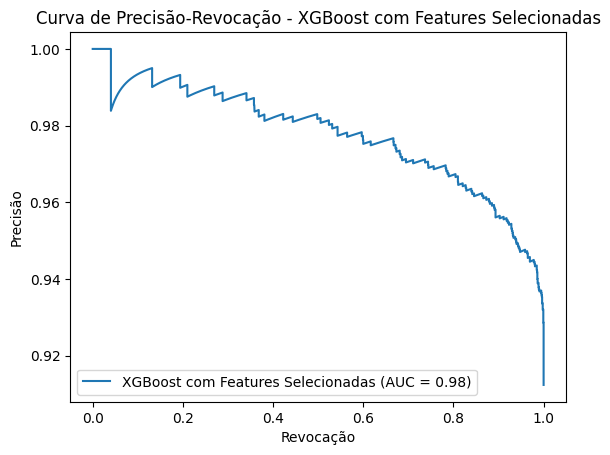 Curva de Precisão-Revocação - XGBoost com Features Selecionadas
1.00
0.98
0.96
0.94
0.92
Precisão
XGBoost com Features Selecionadas (AUC = 0.98)
0.0 0.2 0.4 0.6 0.8 1.0
Revocação